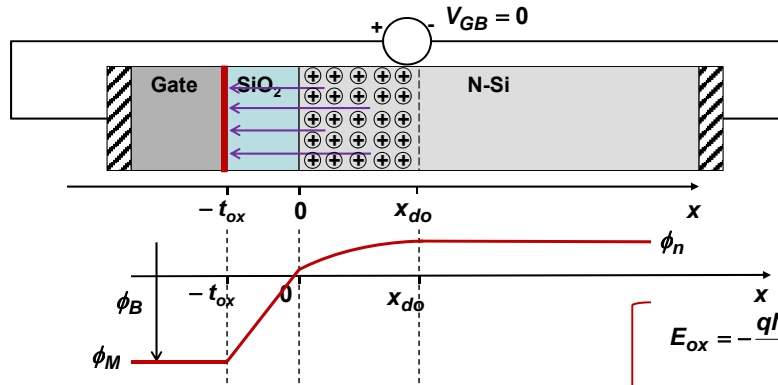 + - V_GB = 0
Gate SiO₂ N-Si
+ + + + +
+ + + + +
+ + + + +
+ + + + +
+ + + + +
− t_ox 0 x_do x
ϕ_n
ϕ_B − t_ox 0 x_do x
ϕ_M
E_ox = −